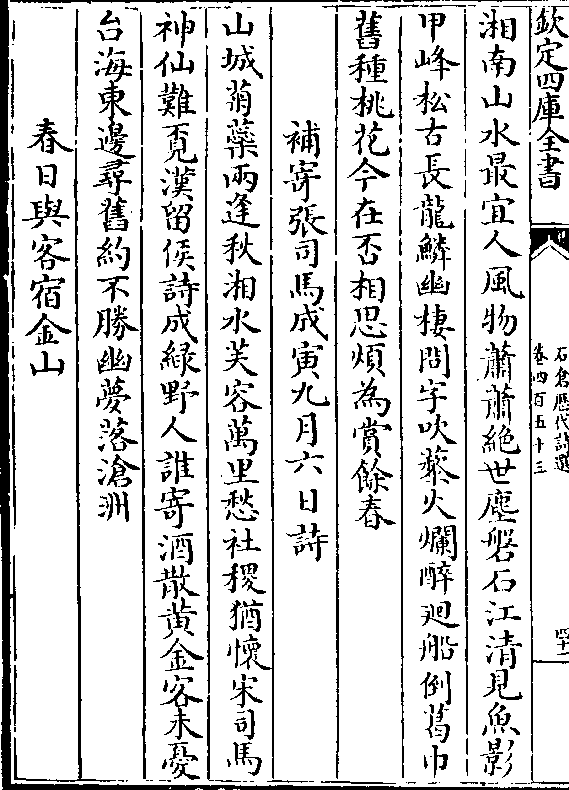 欽定四庫全書
石倉歷代詩選
卷四百五十三
四十一
湘南山水最宜人風物蕭蕭絶世塵磐石江清見魚影
甲峰松古長龍鱗幽棲問字吹藜火爛醉廻船倒葛巾
舊種桃花今在否相思煩為賞餘春
補寄張司馬戍寅九月六日詩
山城菊蘂兩逢秋湘水芙容萬里愁社稷猶懷宋司馬
神仙難覓漢留侯詩成緑野人誰寄酒散黄金客未憂
台海東邊尋舊約不勝幽夢落滄洲
春日與客宿金山